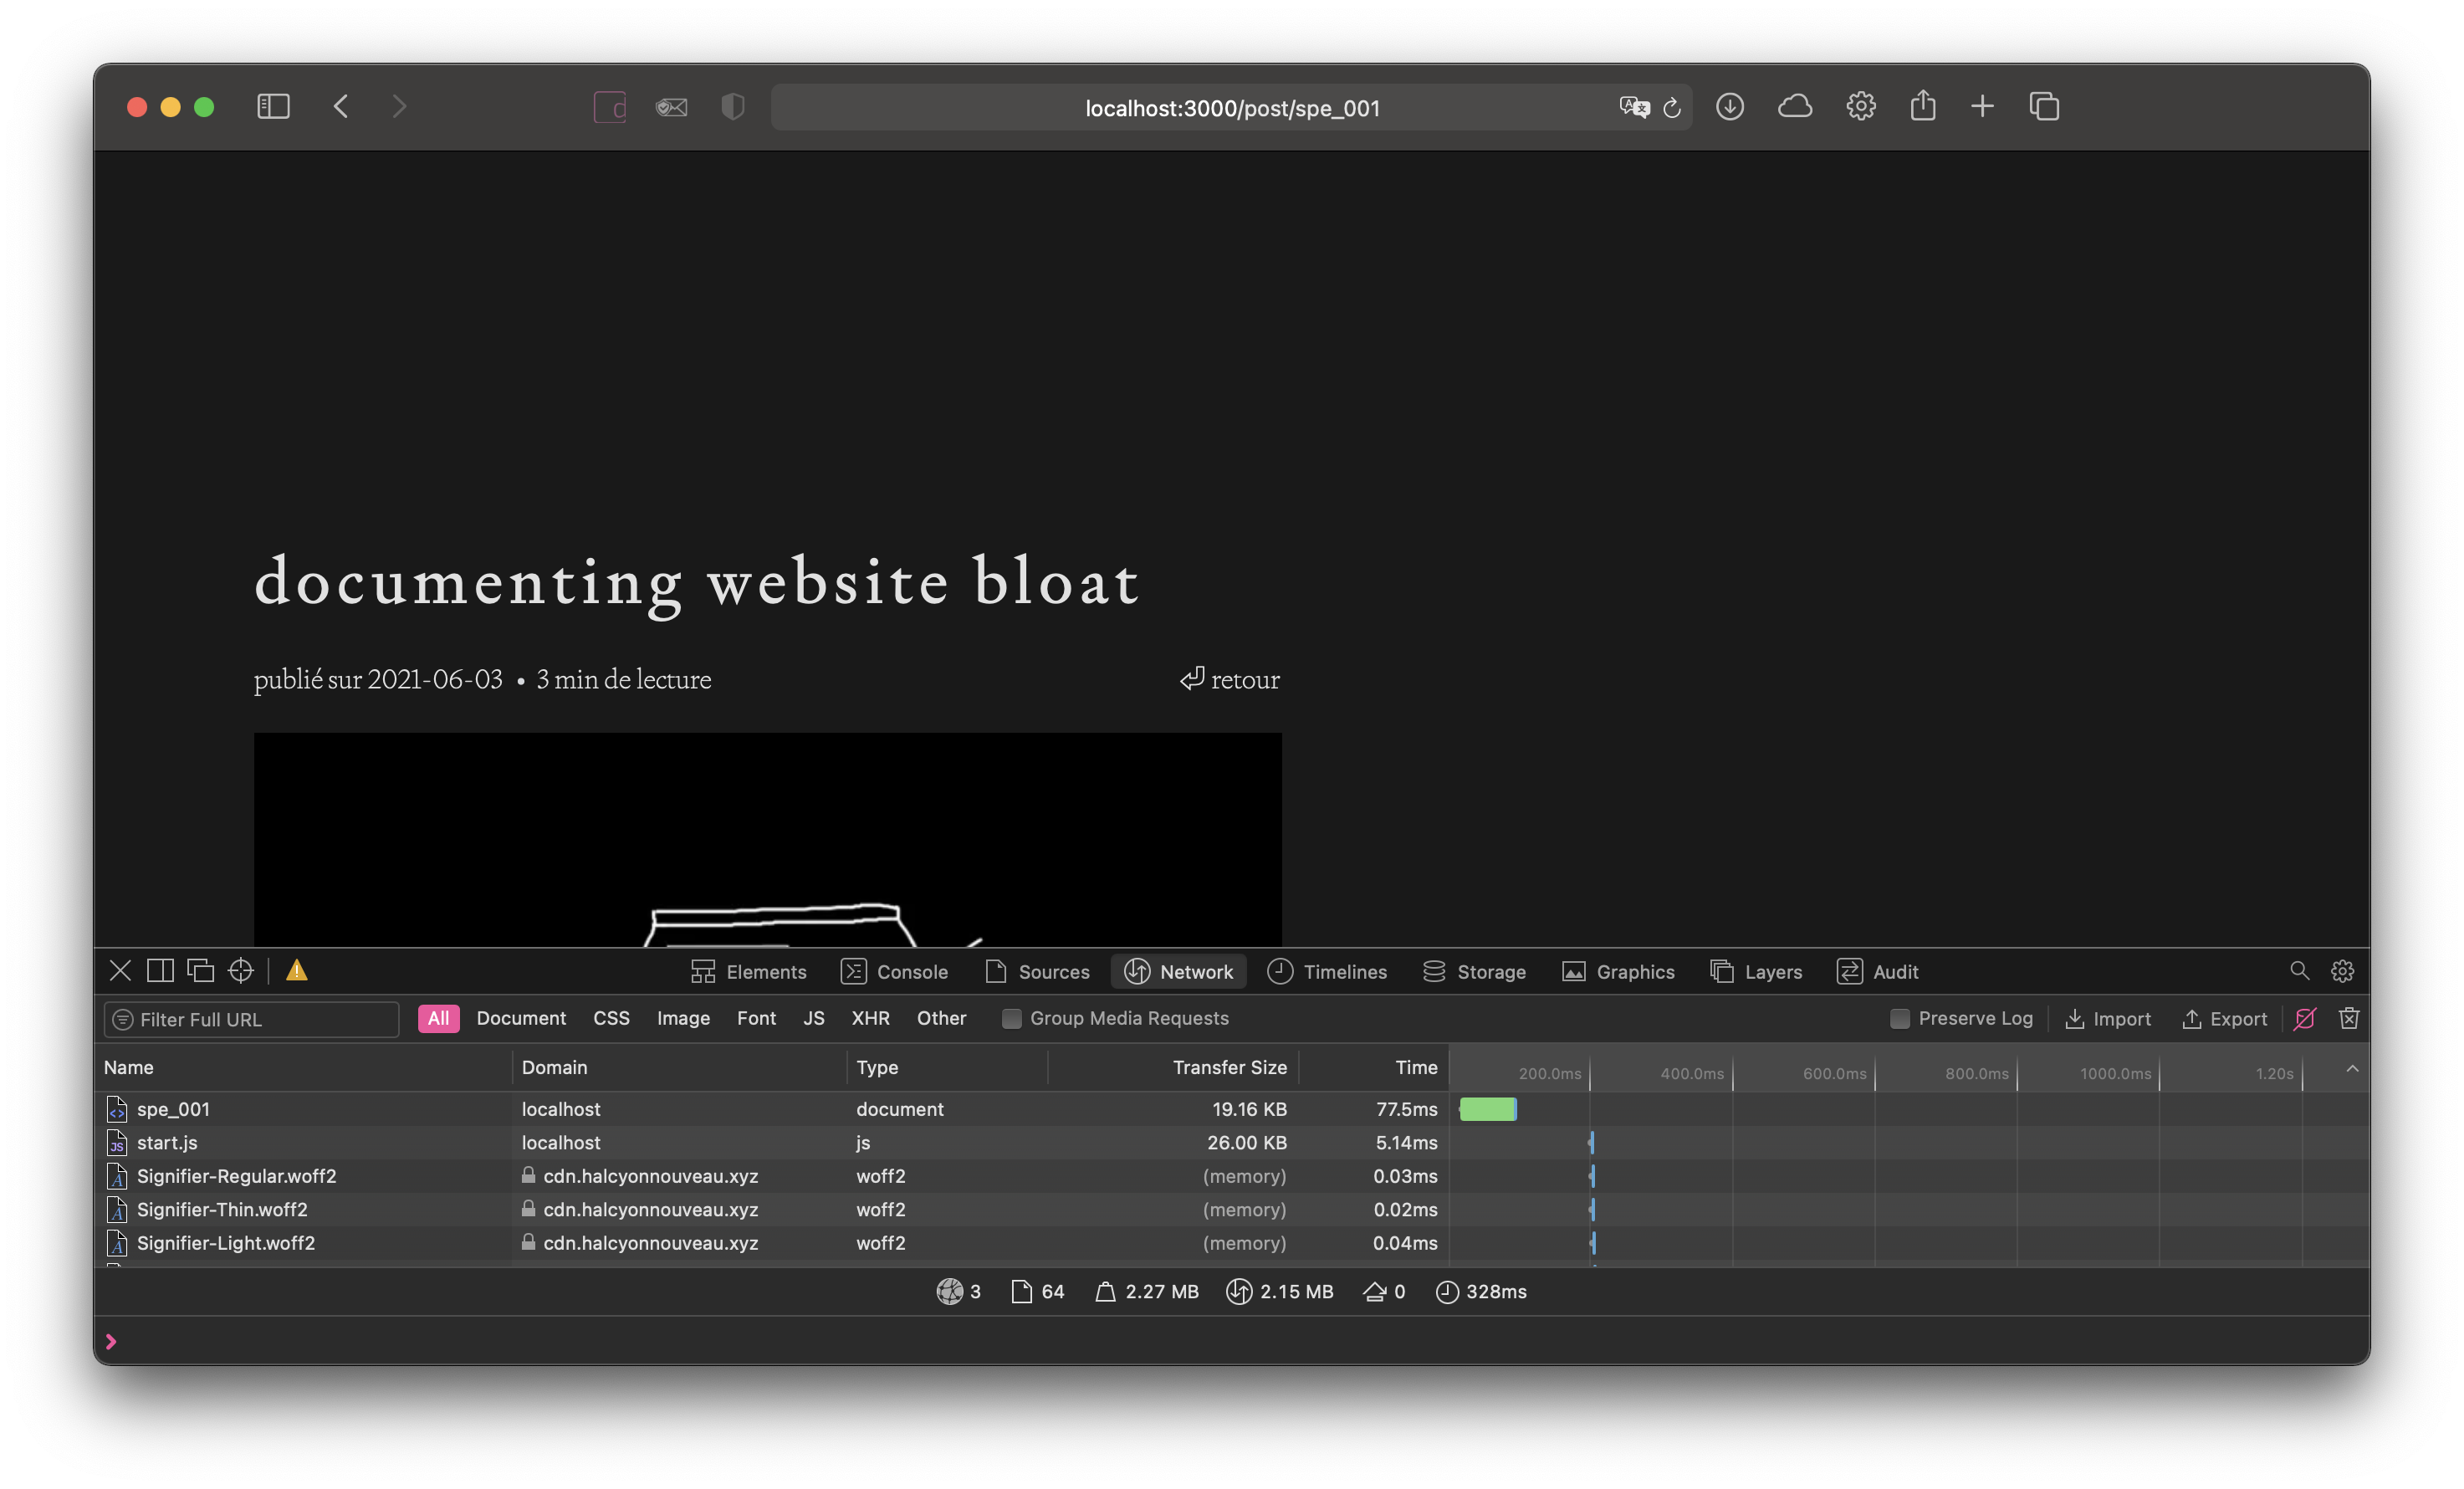 localhost:3000/post/spe_001
documenting website bloat
publié sur 2021-06-03 • 3 min de lecture
retour
Elements Console Sources Network Timelines Storage Graphics Layers Audit
Filter Full URL All Document CSS Image Font JS XHR Other Group Media Requests Preserve Log Import Export
Name Domain Type Transfer Size Time 200.0ms 400.0ms 600.0ms 800.0ms 1000.0ms 1.20s
spe_001 localhost document 19.16 KB 77.5ms
start.js localhost js 26.00 KB 5.14ms
Signifier-Regular.woff2 cdn.halcyonnouveau.xyz woff2 (memory) 0.03ms
Signifier-Thin.woff2 cdn.halcyonnouveau.xyz woff2 (memory) 0.02ms
Signifier-Light.woff2 cdn.halcyonnouveau.xyz woff2 (memory) 0.04ms
3 64 2.27 MB 2.15 MB 0 328ms